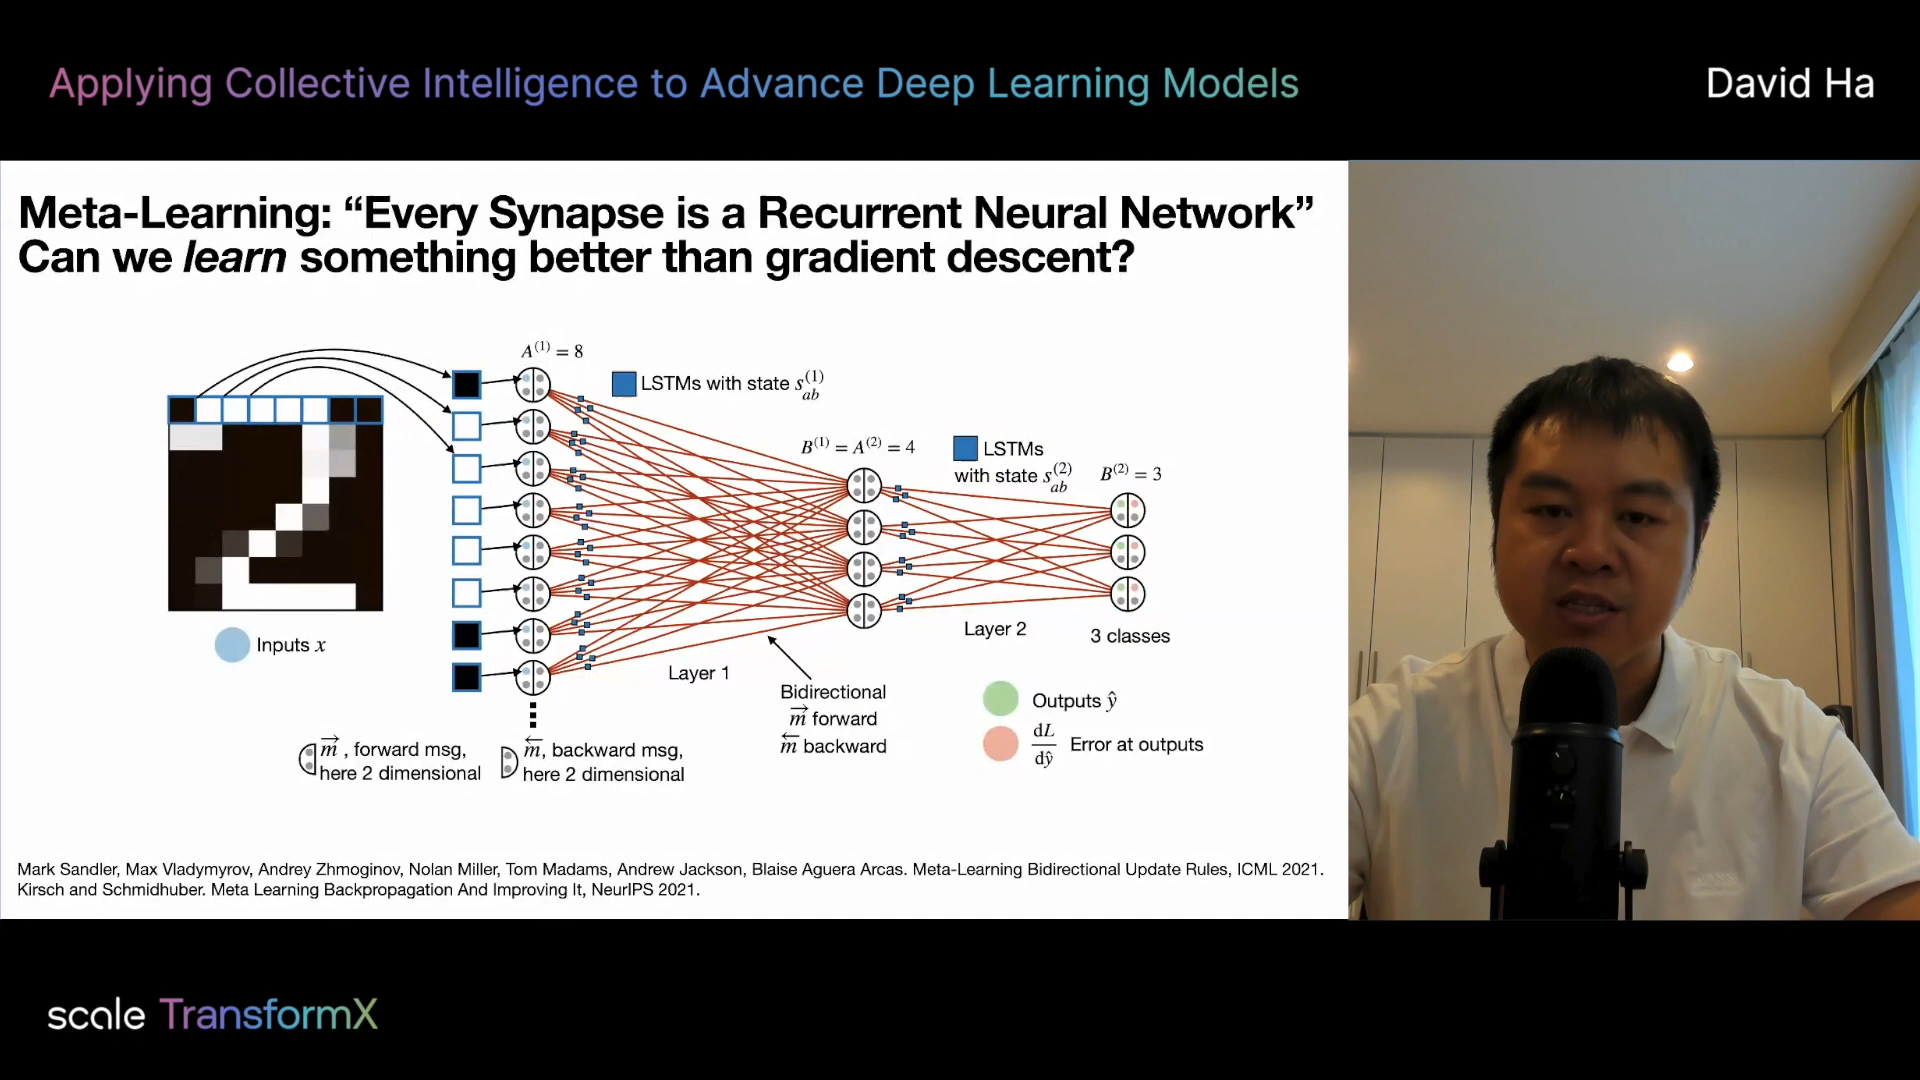 Applying Collective Intelligence to Advance Deep Learning Models
David Ha
Meta-Learning: “Every Synapse is a Recurrent Neural Network”
Can we learn something better than gradient descent?
A⁽¹⁾ = 8
LSTMs with state s⁽¹⁾ab
B⁽¹⁾ = A⁽²⁾ = 4
LSTMs
with state s⁽²⁾ab
B⁽²⁾ = 3
Inputs x
Layer 1
Layer 2
3 classes
Bidirectional
m⃗ forward
m⃖ backward
m⃗ , forward msg,
here 2 dimensional
m⃖, backward msg,
here 2 dimensional
Outputs ŷ
dL
dŷ
Error at outputs
Mark Sandler, Max Vladymyrov, Andrey Zhmoginov, Nolan Miller, Tom Madams, Andrew Jackson, Blaise Aguera Arcas. Meta-Learning Bidirectional Update Rules, ICML 2021.
Kirsch and Schmidhuber. Meta Learning Backpropagation And Improving It, NeurIPS 2021.
scale TransformX